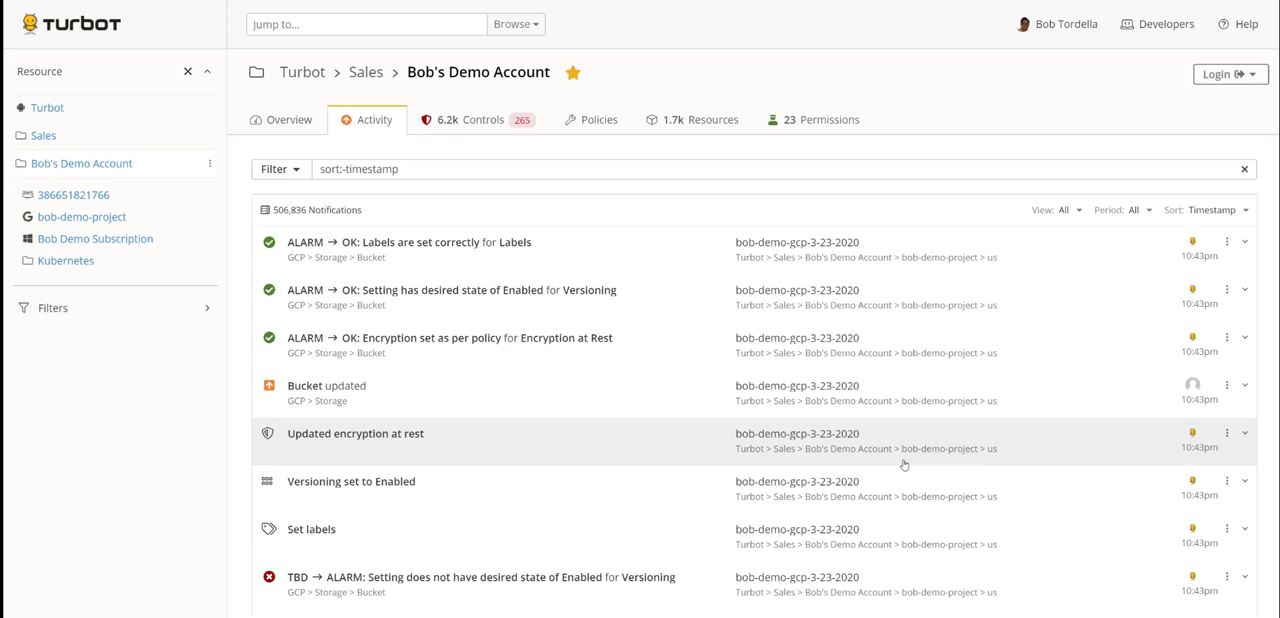 TURBOT
Jump to...
Browse
Bob Tordella
Developers
Help
Resource
Turbot
Sales
Bob's Demo Account
386651821766
bob-demo-project
Bob Demo Subscription
Kubernetes
Filters
Turbot > Sales > Bob's Demo Account
Login
Overview
Activity
6.2k Controls 265
Policies
1.7k Resources
23 Permissions
Filter
sort:-timestamp
506,836 Notifications
View: All
Period: All
Sort: Timestamp
ALARM → OK: Labels are set correctly for Labels
GCP > Storage > Bucket
bob-demo-gcp-3-23-2020
Turbot > Sales > Bob's Demo Account > bob-demo-project > us
10:43pm
ALARM → OK: Setting has desired state of Enabled for Versioning
GCP > Storage > Bucket
bob-demo-gcp-3-23-2020
Turbot > Sales > Bob's Demo Account > bob-demo-project > us
10:43pm
ALARM → OK: Encryption set as per policy for Encryption at Rest
GCP > Storage > Bucket
bob-demo-gcp-3-23-2020
Turbot > Sales > Bob's Demo Account > bob-demo-project > us
10:43pm
Bucket updated
GCP > Storage
bob-demo-gcp-3-23-2020
Turbot > Sales > Bob's Demo Account > bob-demo-project > us
10:43pm
Updated encryption at rest
bob-demo-gcp-3-23-2020
Turbot > Sales > Bob's Demo Account > bob-demo-project > us
10:43pm
Versioning set to Enabled
bob-demo-gcp-3-23-2020
Turbot > Sales > Bob's Demo Account > bob-demo-project > us
10:43pm
Set labels
bob-demo-gcp-3-23-2020
Turbot > Sales > Bob's Demo Account > bob-demo-project > us
10:43pm
TBD → ALARM: Setting does not have desired state of Enabled for Versioning
GCP > Storage > Bucket
bob-demo-gcp-3-23-2020
Turbot > Sales > Bob's Demo Account > bob-demo-project > us
10:43pm